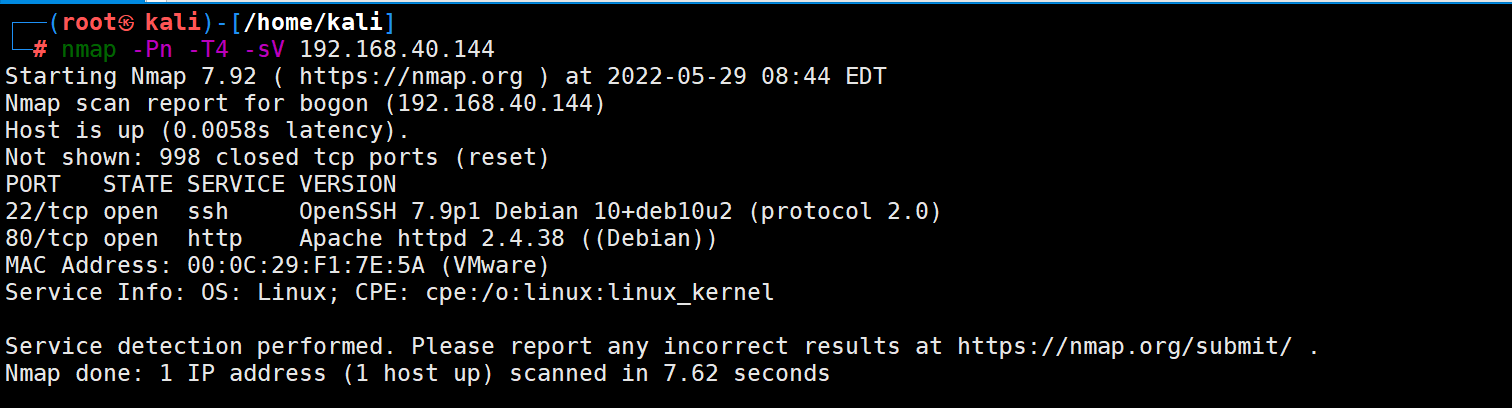 ┌──(root㉿kali)-[/home/kali]
└─# nmap -Pn -T4 -sV 192.168.40.144
Starting Nmap 7.92 ( https://nmap.org ) at 2022-05-29 08:44 EDT
Nmap scan report for bogon (192.168.40.144)
Host is up (0.0058s latency).
Not shown: 998 closed tcp ports (reset)
PORT   STATE SERVICE VERSION
22/tcp open  ssh     OpenSSH 7.9p1 Debian 10+deb10u2 (protocol 2.0)
80/tcp open  http    Apache httpd 2.4.38 ((Debian))
MAC Address: 00:0C:29:F1:7E:5A (VMware)
Service Info: OS: Linux; CPE: cpe:/o:linux:linux_kernel

Service detection performed. Please report any incorrect results at https://nmap.org/submit/ .
Nmap done: 1 IP address (1 host up) scanned in 7.62 seconds